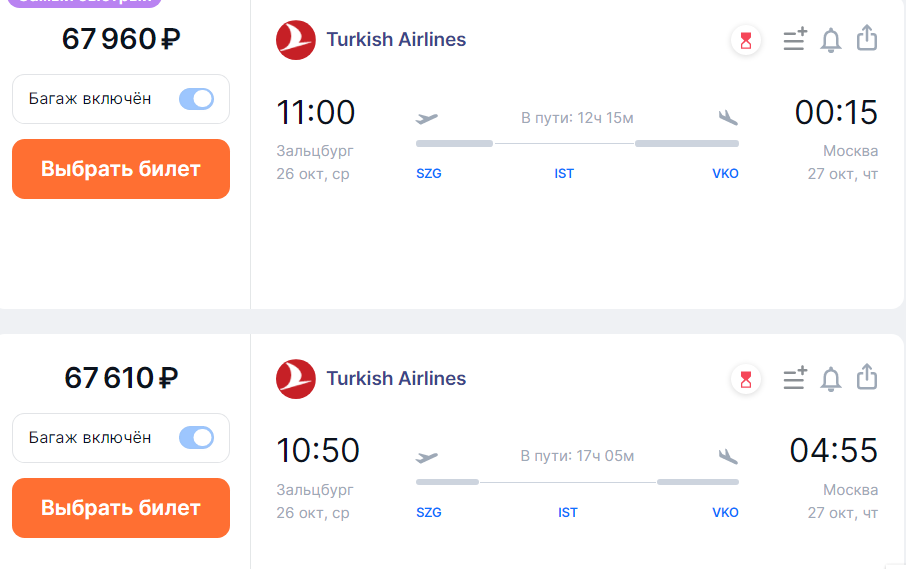 67 960 ₽
Багаж включён
Выбрать билет
Turkish Airlines
11:00
В пути: 12ч 15м
00:15
Зальцбург
Москва
26 окт, ср
SZG
IST
VKO
27 окт, чт
67 610 ₽
Багаж включён
Выбрать билет
Turkish Airlines
10:50
В пути: 17ч 05м
04:55
Зальцбург
Москва
26 окт, ср
SZG
IST
VKO
27 окт, чт